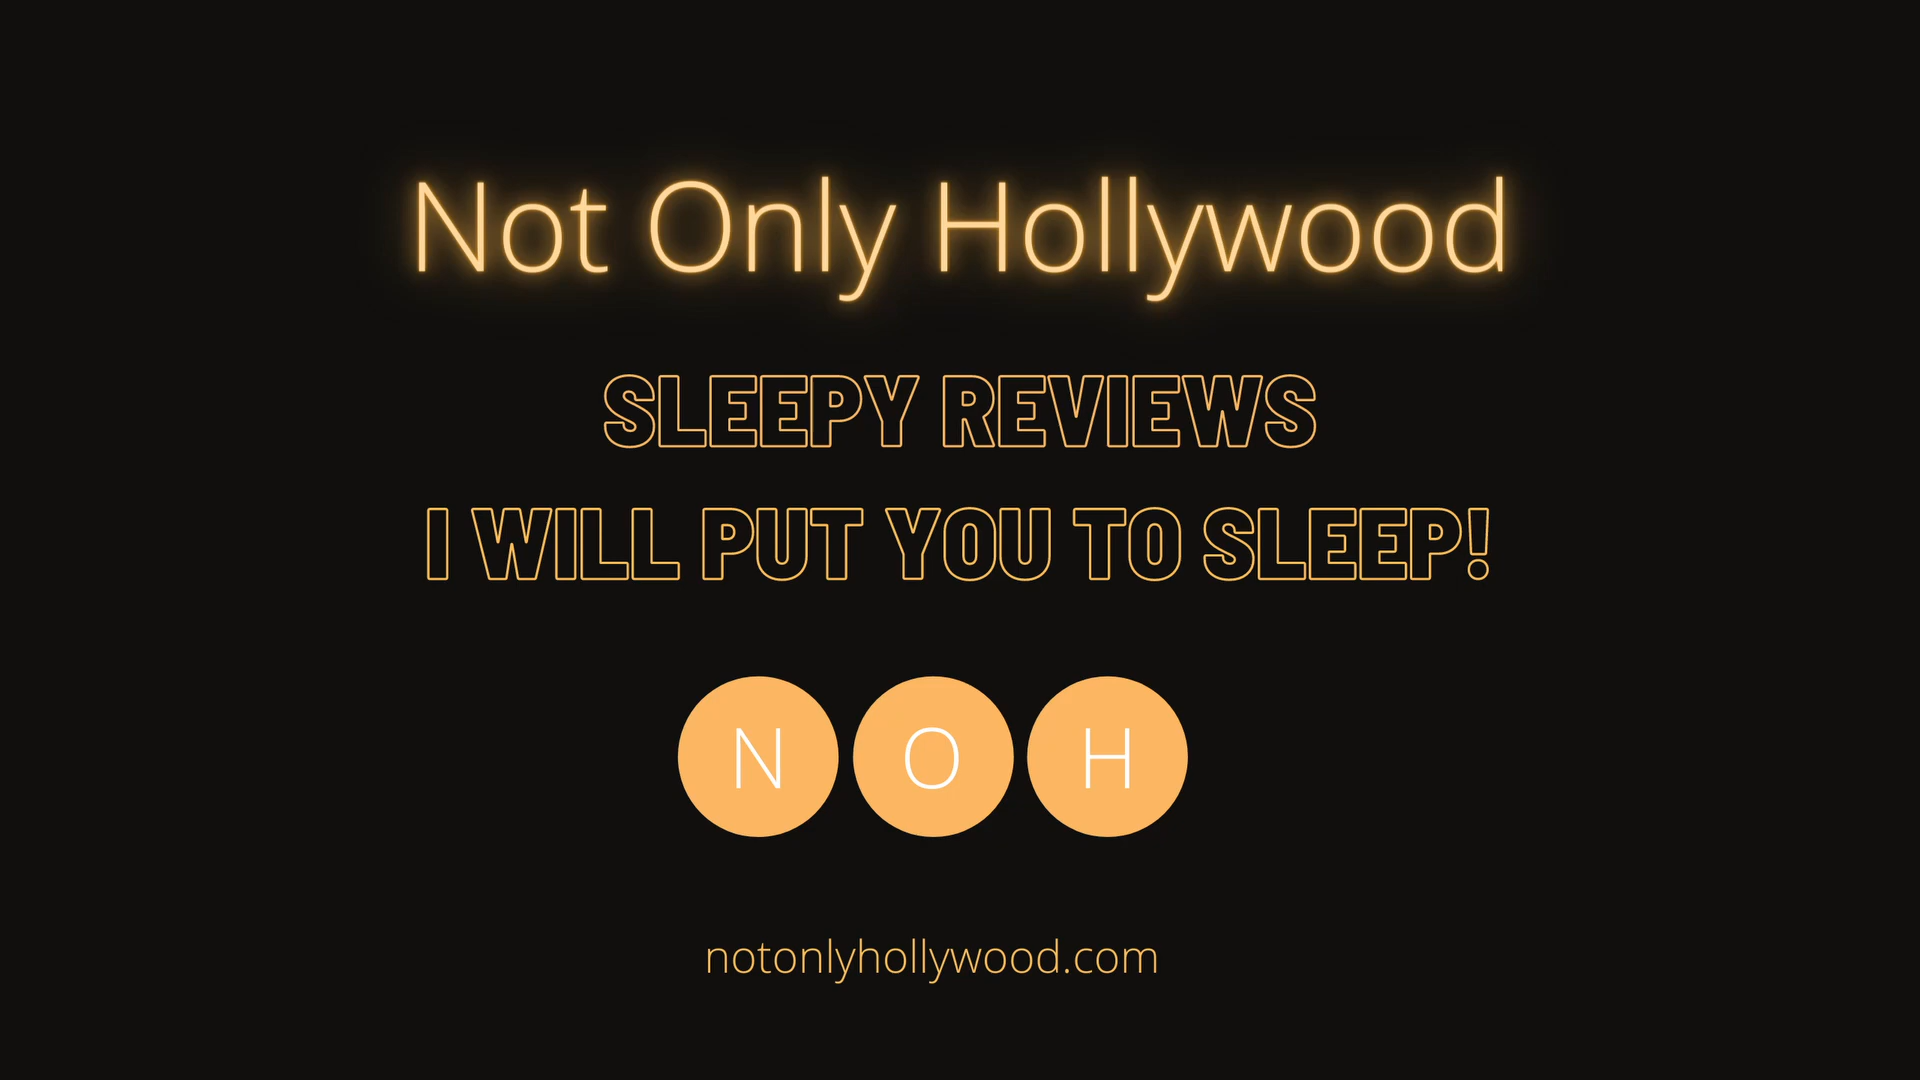 Not Only Hollywood
SLEEPY REVIEWS
I WILL PUT YOU TO SLEEP!
N O H
notonlyhollywood.com